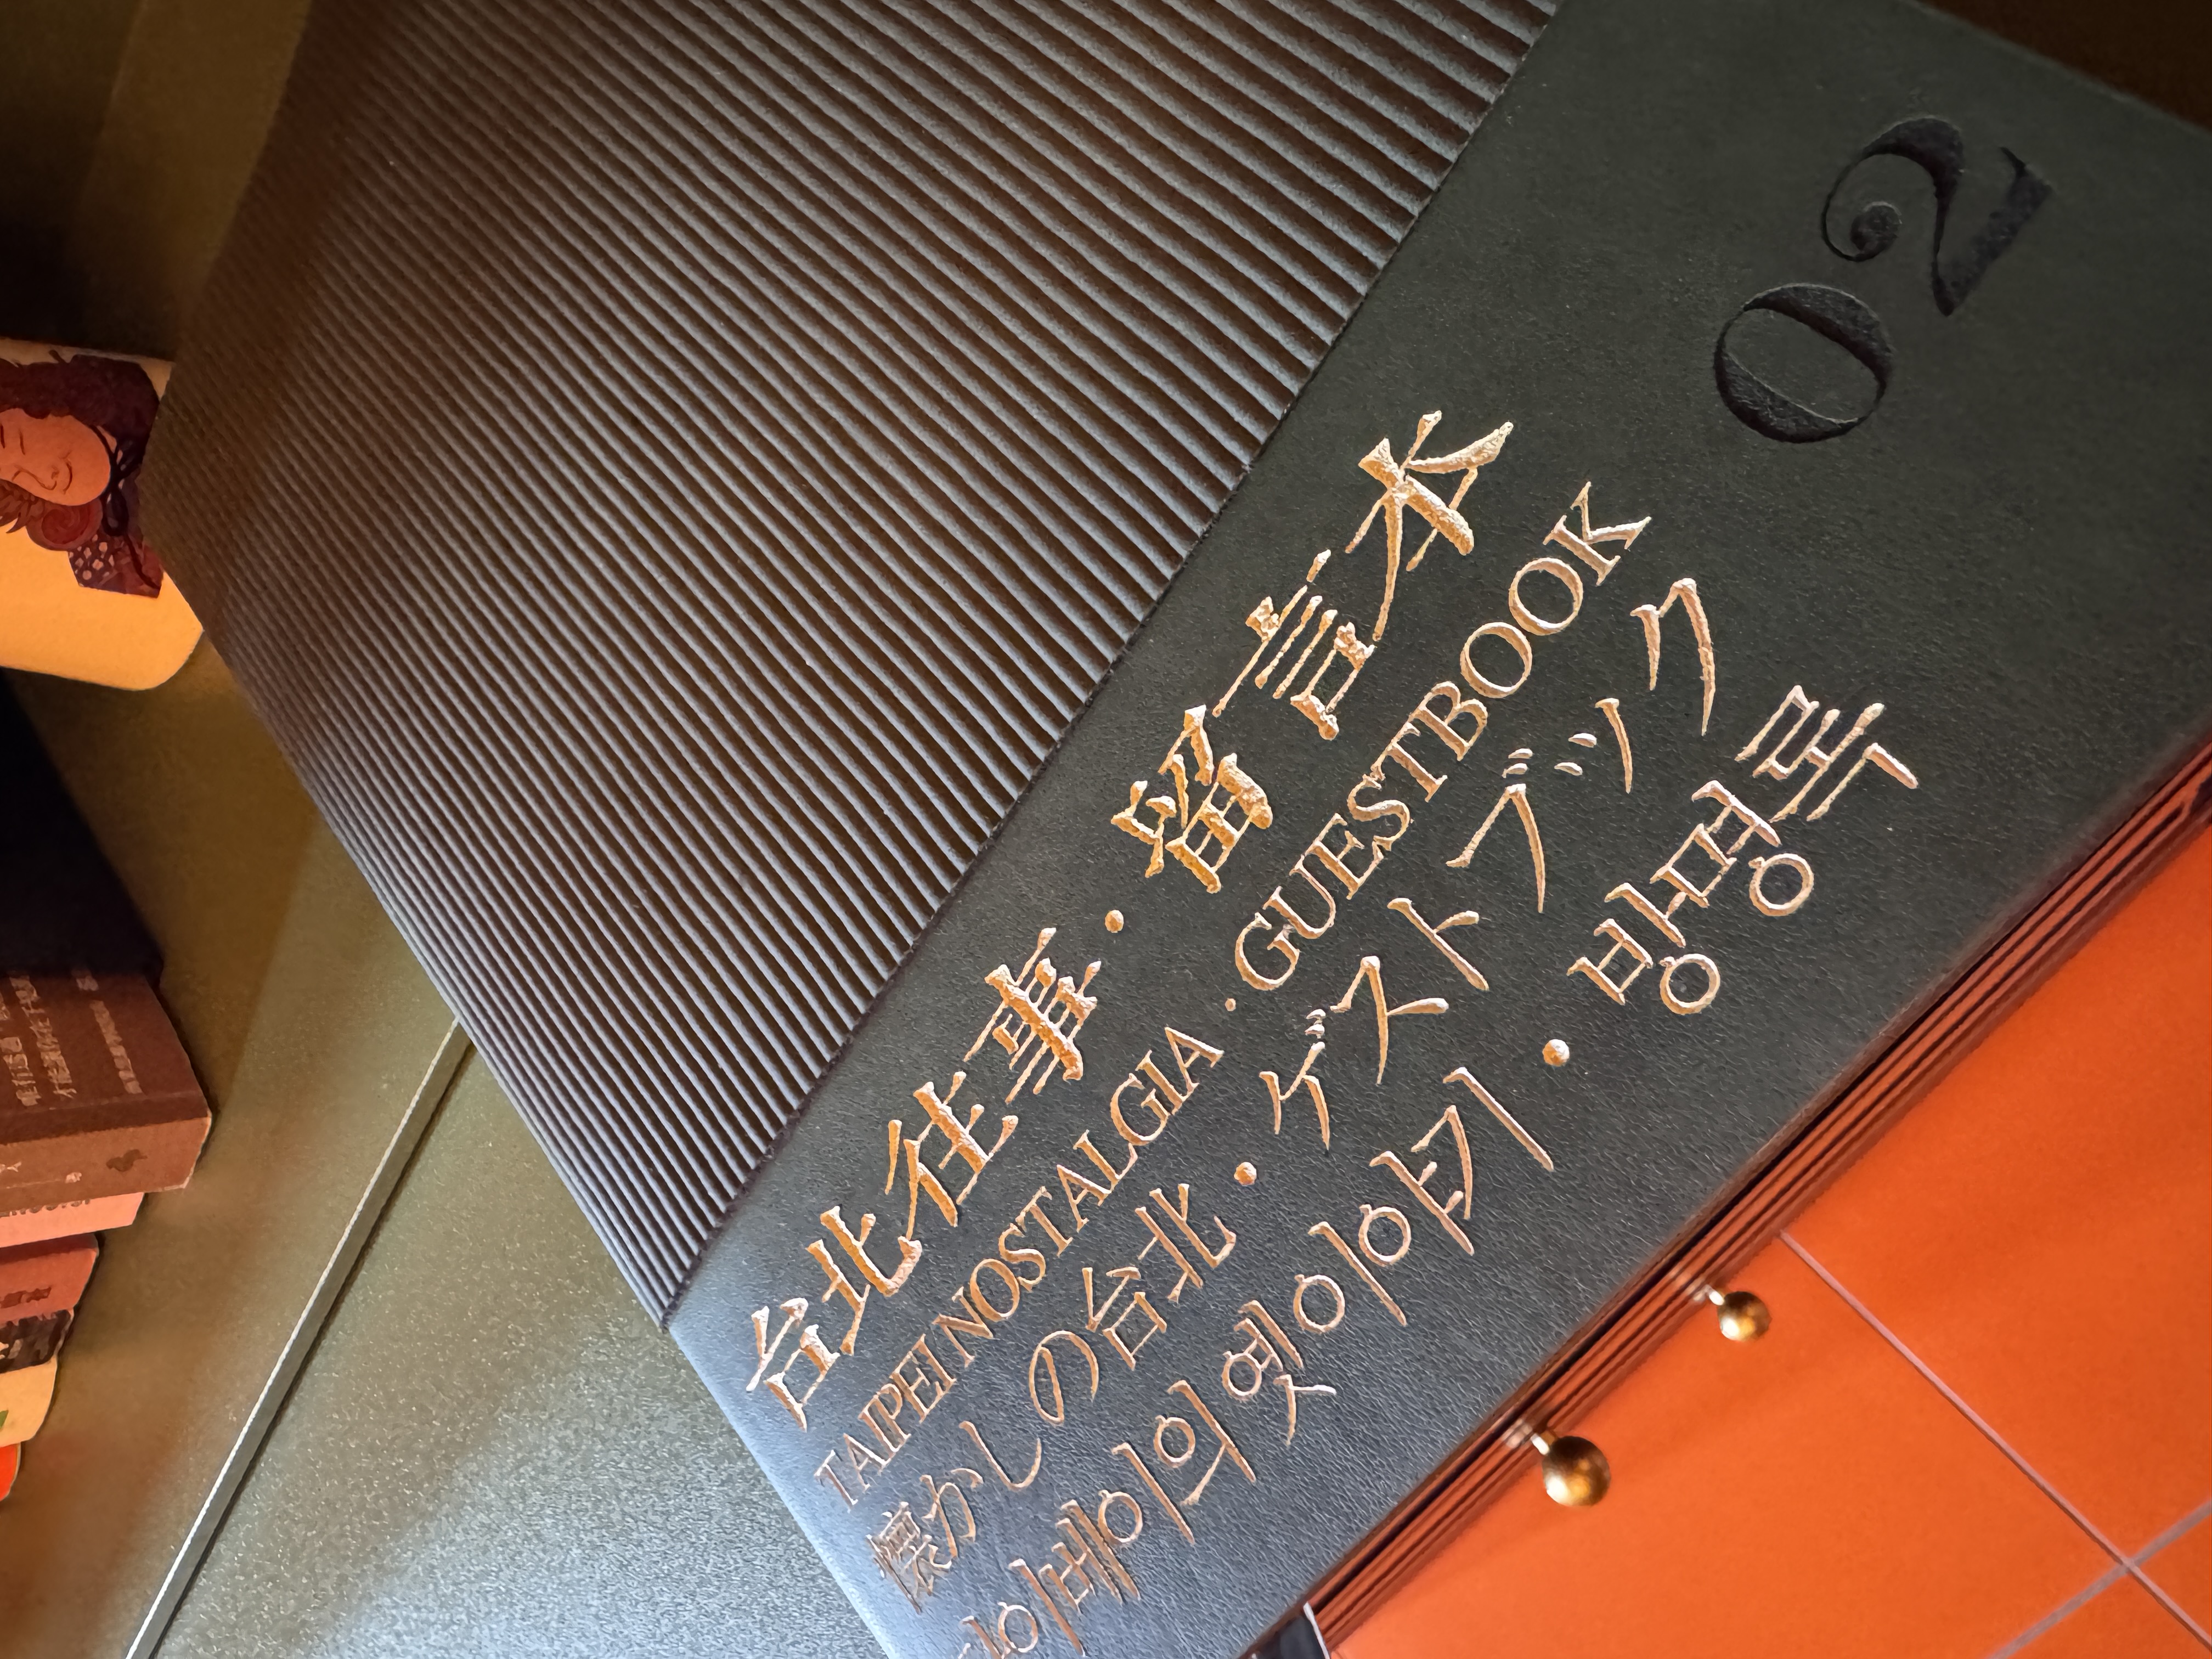 台北往事・留言本
TAIPEI NOSTALGIA · GUESTBOOK
懐かしの台北・ゲストブック
타이베이의 옛이야기・방명록
02